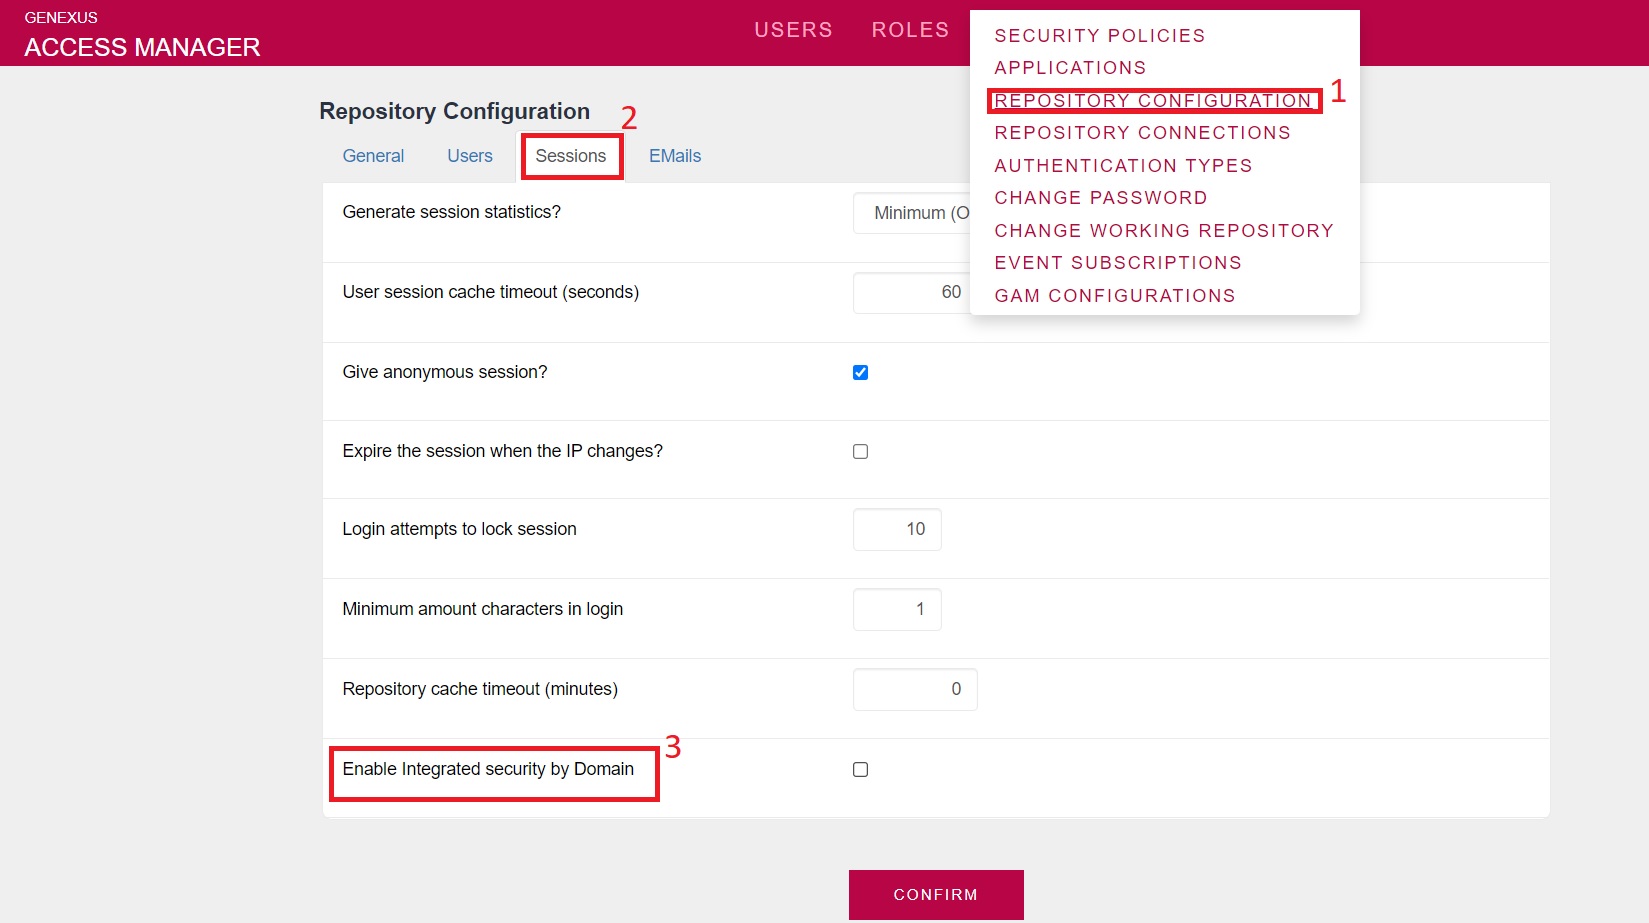 GENEXUS
ACCESS MANAGER
USERS
ROLES
SECURITY POLICIES
APPLICATIONS
REPOSITORY CONFIGURATION
1
REPOSITORY CONNECTIONS
AUTHENTICATION TYPES
CHANGE PASSWORD
CHANGE WORKING REPOSITORY
EVENT SUBSCRIPTIONS
GAM CONFIGURATIONS
Repository Configuration
2
General
Users
Sessions
EMails
Generate session statistics?
Minimum (O
User session cache timeout (seconds)
60
Give anonymous session?
Expire the session when the IP changes?
Login attempts to lock session
10
Minimum amount characters in login
1
Repository cache timeout (minutes)
0
3
Enable Integrated security by Domain
CONFIRM